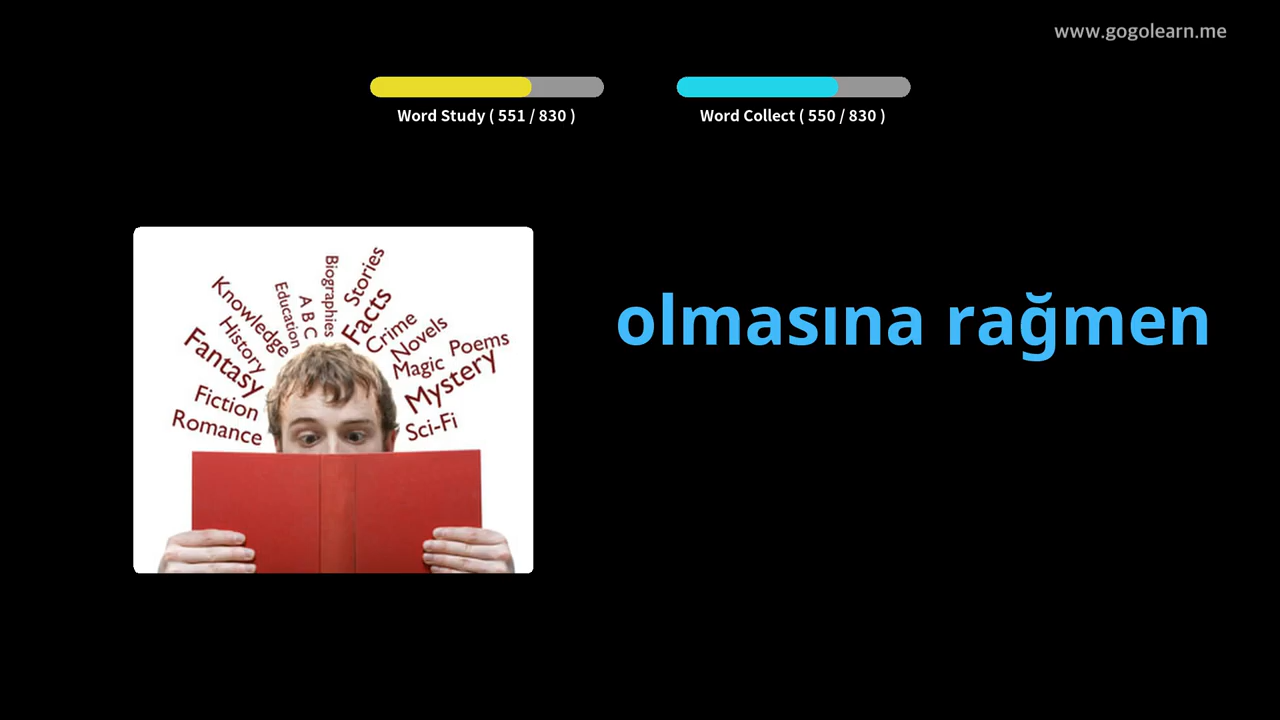 www.gogolearn.me
Word Study ( 551 / 830 )
Word Collect ( 550 / 830 )
olmasına rağmen
Biographies
Stories
Knowledge
Education
A B C
Facts
History
Crime
Novels
Fantasy
Magic
Poems
Mystery
Fiction
Romance
Sci-Fi